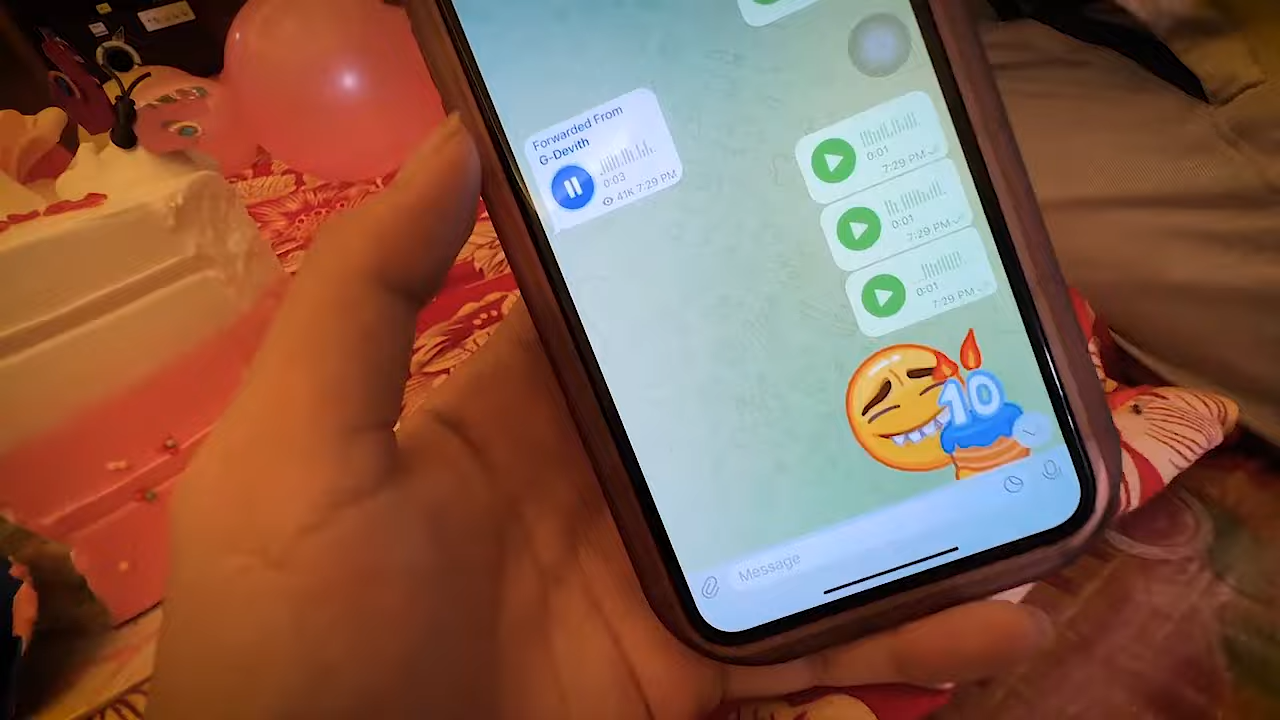 Forwarded From
G-Devith
0:03
41K 7:29 PM
0:01
7:29 PM
0:01
7:29 PM
0:01
7:29 PM
10
Message